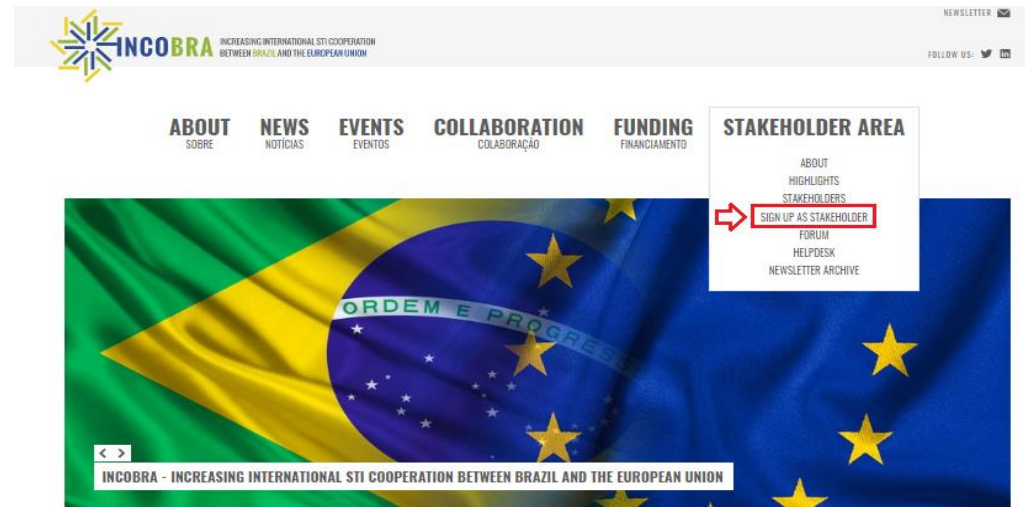 NEWSLETTER
INCOBRA
INCREASING INTERNATIONAL STI COOPERATION
BETWEEN BRAZIL AND THE EUROPEAN UNION
FOLLOW US:
ABOUT NEWS EVENTS COLLABORATION FUNDING STAKEHOLDER AREA
SOBRE NOTÍCIAS EVENTOS COLABORAÇÃO FINANCIAMENTO
ABOUT
HIGHLIGHTS
STAKEHOLDERS
SIGN UP AS STAKEHOLDER
FORUM
HELPDESK
NEWSLETTER ARCHIVE
ORDEM E PROGRESS
INCOBRA - INCREASING INTERNATIONAL STI COOPERATION BETWEEN BRAZIL AND THE EUROPEAN UNION